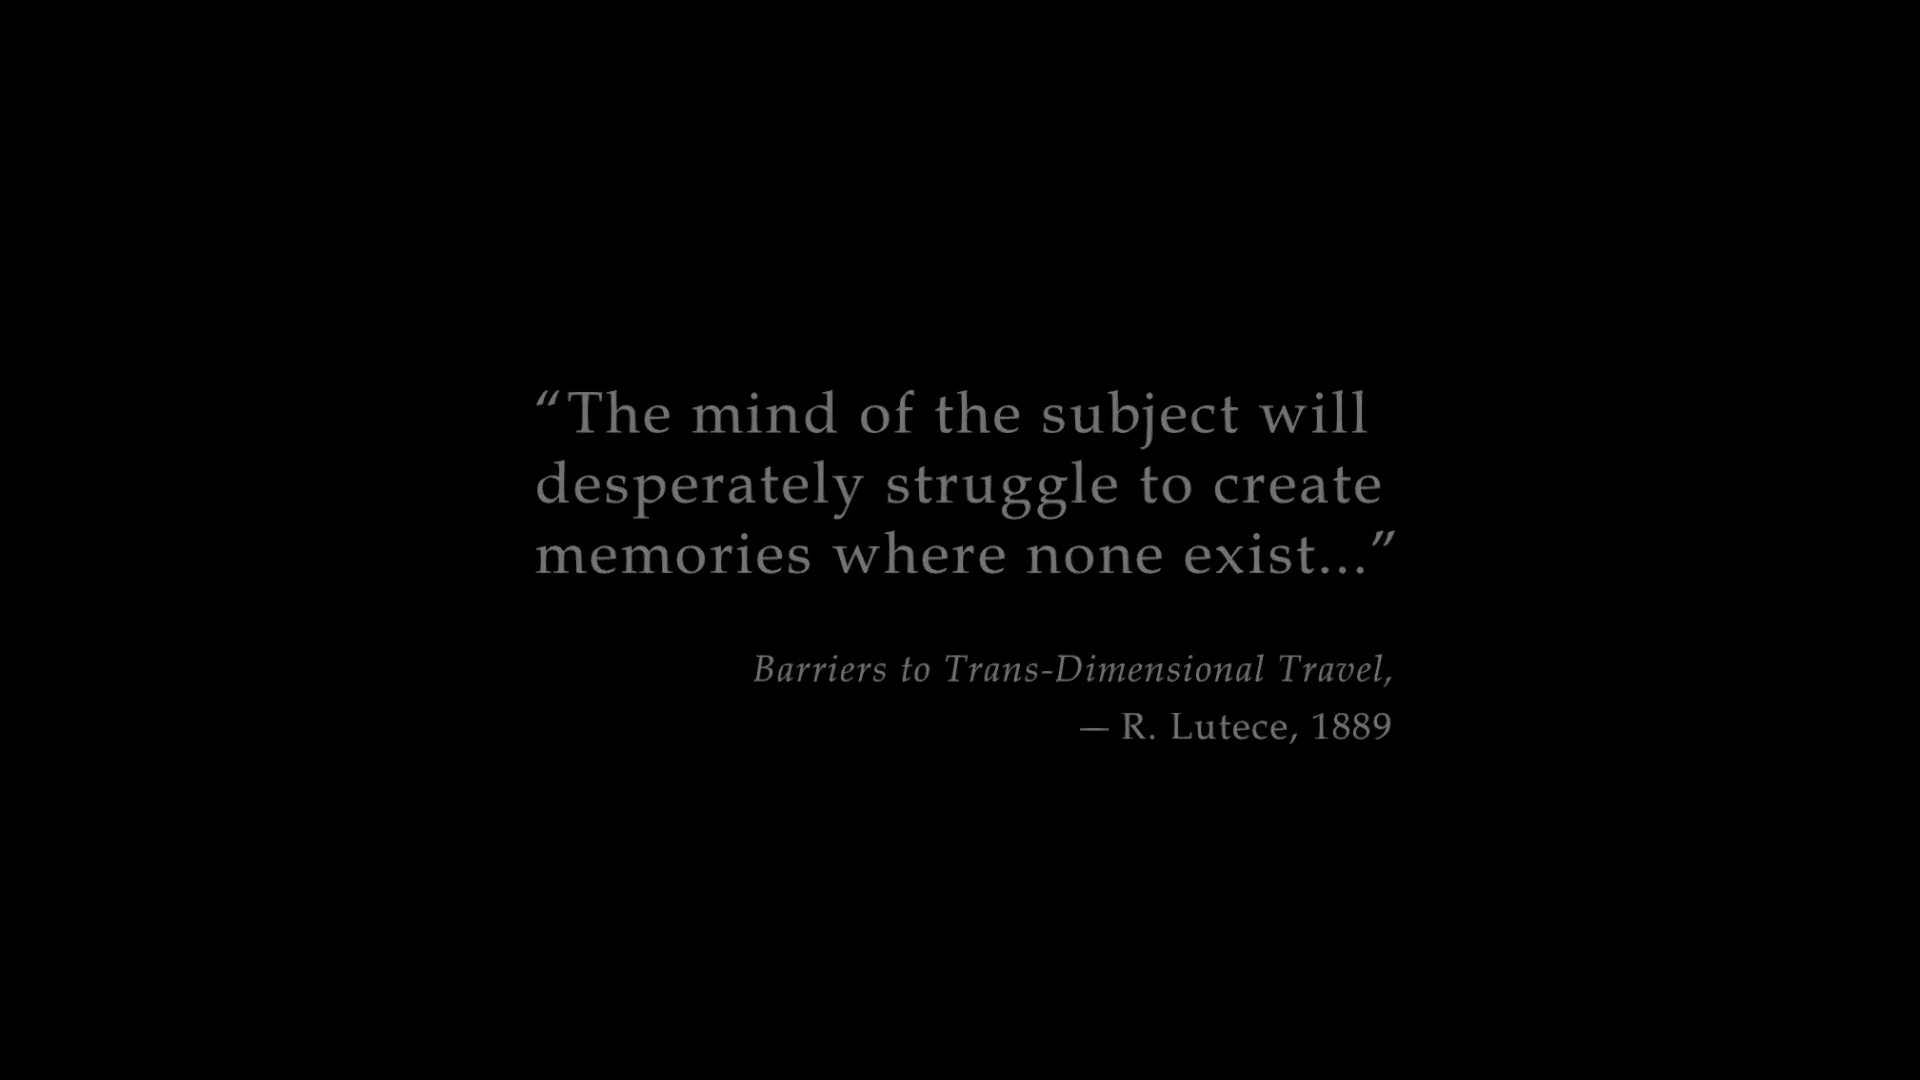 “The mind of the subject will
desperately struggle to create
memories where none exist...”
Barriers to Trans-Dimensional Travel,
— R. Lutece, 1889